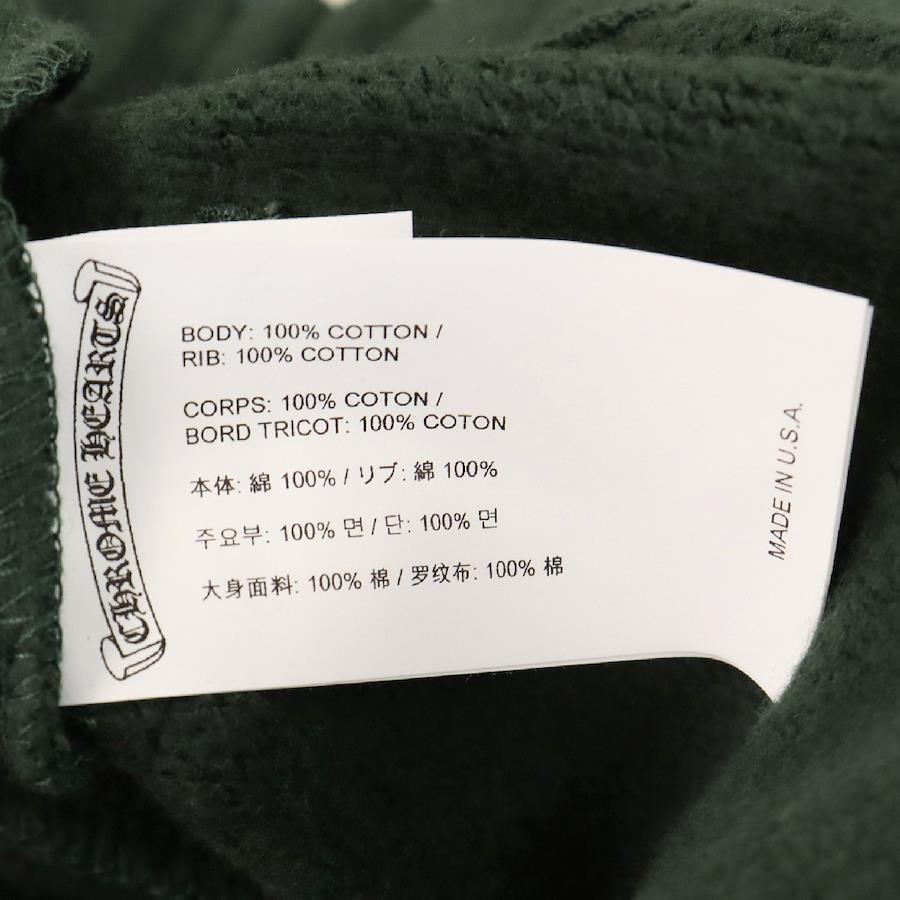 CHROME HEARTS
BODY: 100% COTTON /
RIB: 100% COTTON
CORPS: 100% COTON /
BORD TRICOT: 100% COTON
本体: 綿 100% / リブ: 綿 100%
주요부: 100% 면 / 단: 100% 면
大身面料: 100% 棉 / 罗纹布: 100% 棉
MADE IN U.S.A.